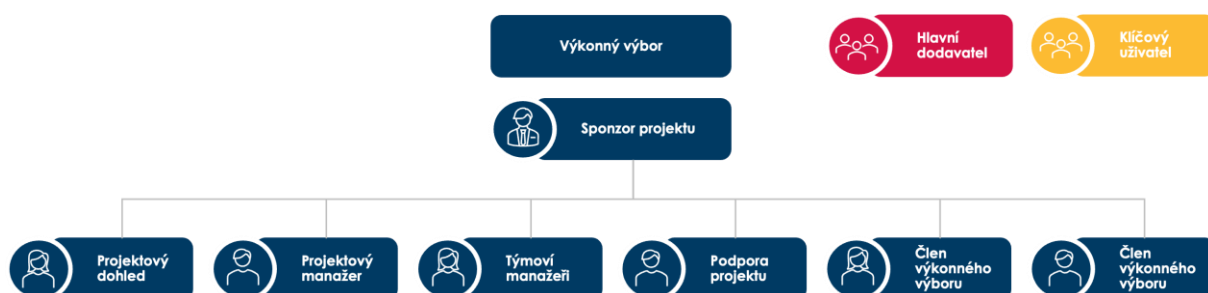 Výkonný výbor
Hlavní
dodavatel
Klíčový
uživatel
Sponzor projektu
Projektový
dohled
Projektový
manažer
Týmoví
manažeři
Podpora
projektu
Člen
výkonného
výboru
Člen
výkonného
výboru